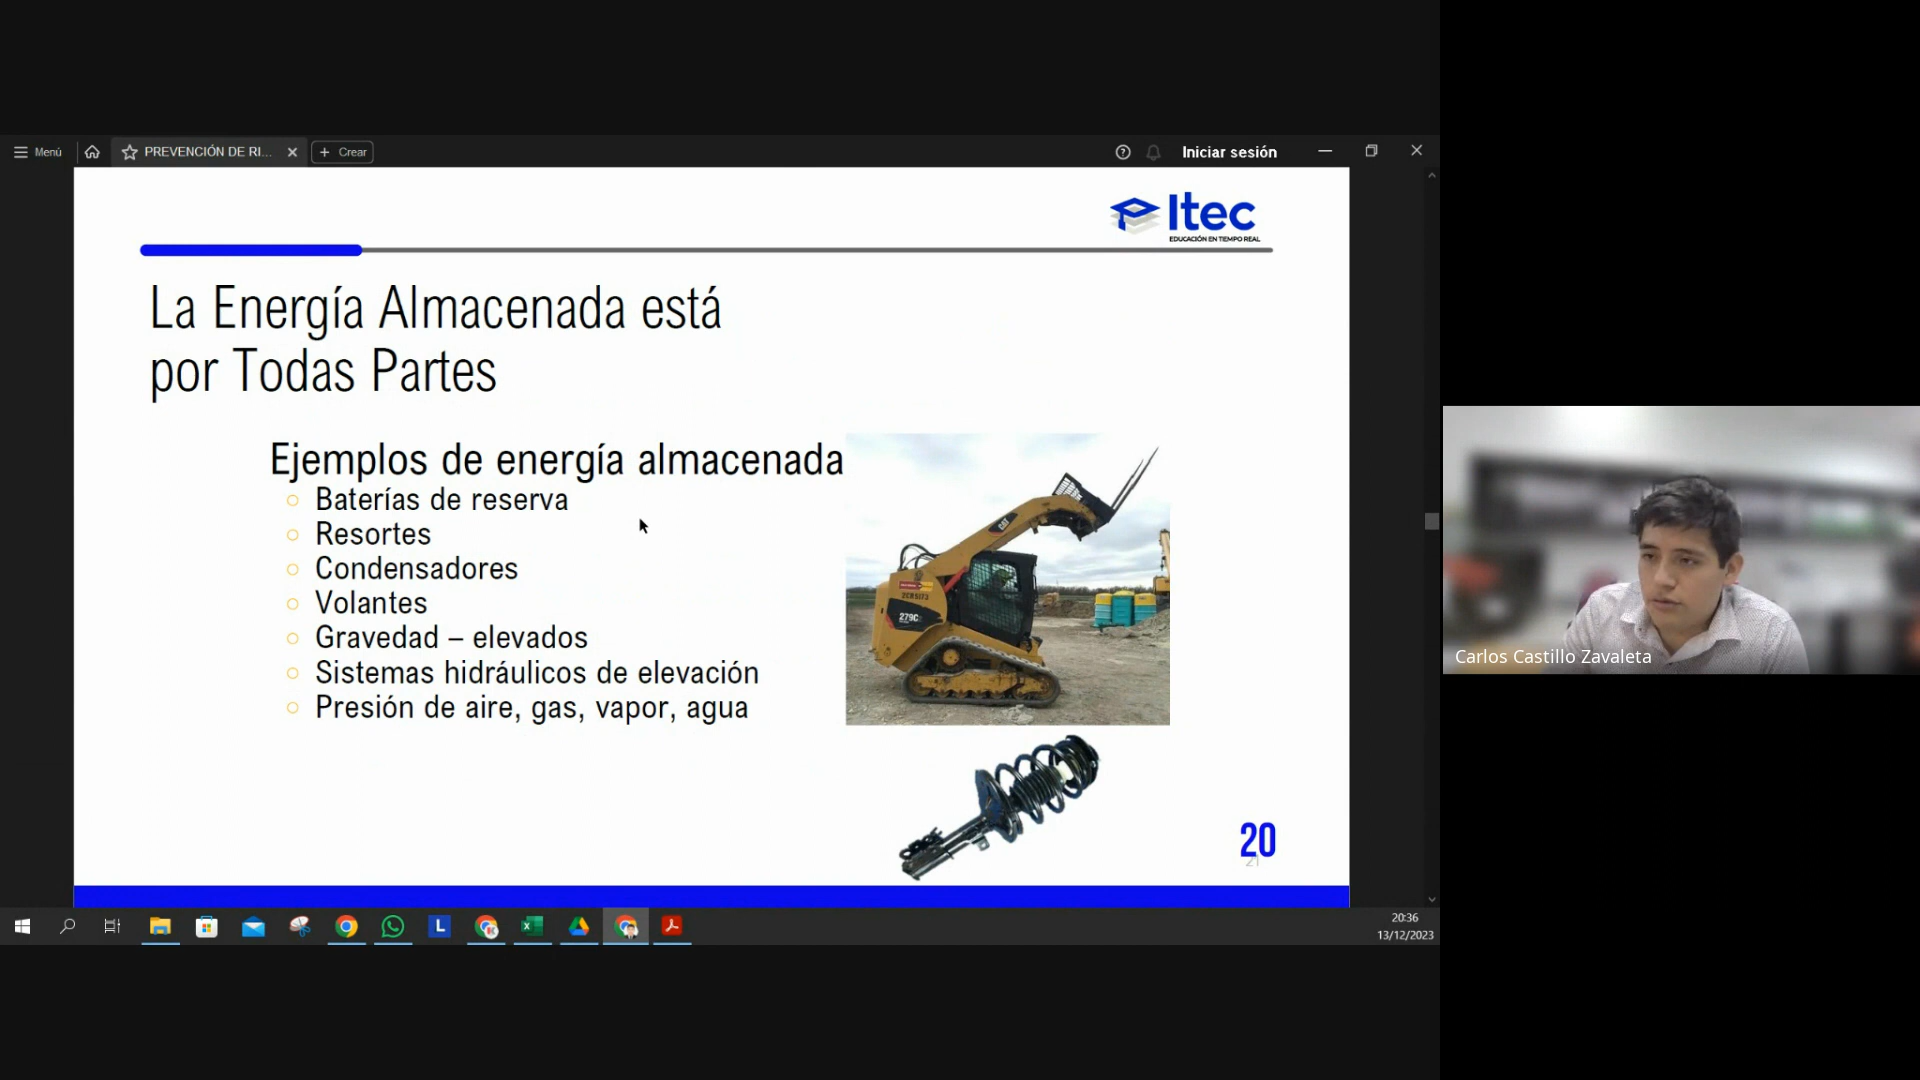 Menú
PREVENCIÓN DE RI...
Crear
Iniciar sesión
Itec
EDUCACIÓN EN TIEMPO REAL
La Energía Almacenada está
por Todas Partes
Ejemplos de energía almacenada
Baterías de reserva
Resortes
Condensadores
Volantes
Gravedad – elevados
Sistemas hidráulicos de elevación
Presión de aire, gas, vapor, agua
CAT
279C
20
21
Carlos Castillo Zavaleta
20:36
13/12/2023